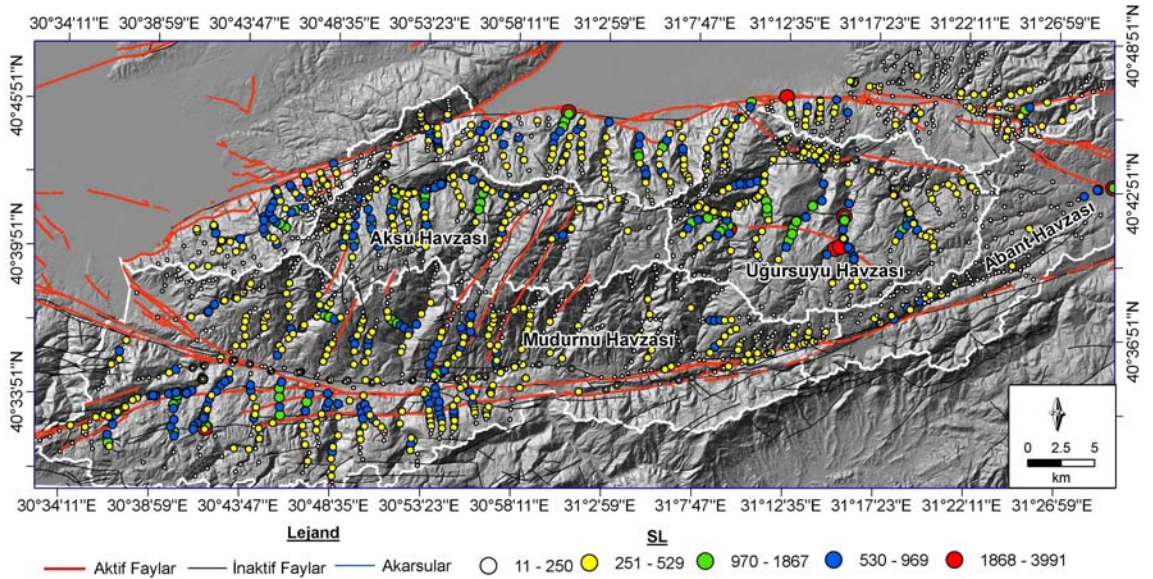 30°34'11"E 30°38'59"E 30°43'47"E 30°48'35"E 30°53'23"E 30°58'11"E 31°2'59"E 31°7'47"E 31°12'35"E 31°17'23"E 31°22'11"E 31°26'59"E
40°45'51"N
40°39'51"N
40°33'51"N
40°48'51"N
40°42'51"N
40°36'51"N
Aksu Havzası
Uğursuyu Havzası
Abant Havzası
Mudurnu Havzası
0 2.5 5
km
30°34'11"E 30°38'59"E 30°43'47"E 30°48'35"E 30°53'23"E 30°58'11"E 31°2'59"E 31°7'47"E 31°12'35"E 31°17'23"E 31°22'11"E 31°26'59"E
Lejand SL
Aktif Faylar İnaktif Faylar Akarsular 11 - 250 251 - 529 970 - 1867 530 - 969 1868 - 3991